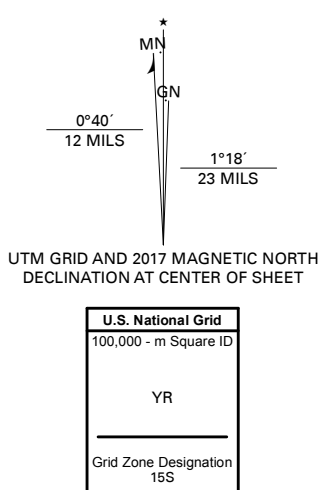 ★
MN
GN
0°40´
12 MILS
1°18´
23 MILS
UTM GRID AND 2017 MAGNETIC NORTH
DECLINATION AT CENTER OF SHEET
U.S. National Grid
100,000 - m Square ID
YR
Grid Zone Designation
15S